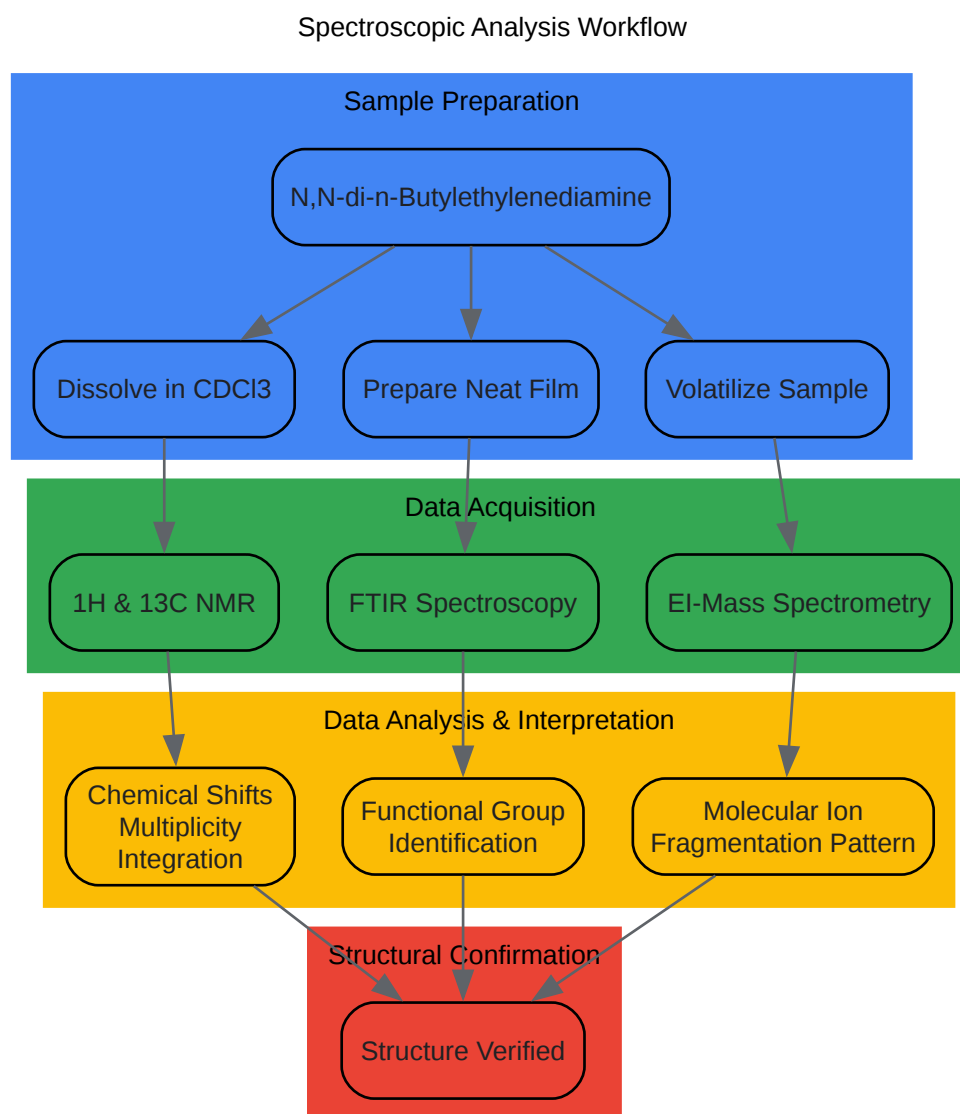 Spectroscopic Analysis Workflow
Sample Preparation
N,N-di-n-Butylethylenediamine
Dissolve in CDCl3
Prepare Neat Film
Volatilize Sample
Data Acquisition
1H & 13C NMR
FTIR Spectroscopy
EI-Mass Spectrometry
Data Analysis & Interpretation
Chemical Shifts
Multiplicity
Integration
Functional Group
Identification
Molecular Ion
Fragmentation Pattern
Structural Confirmation
Structure Verified